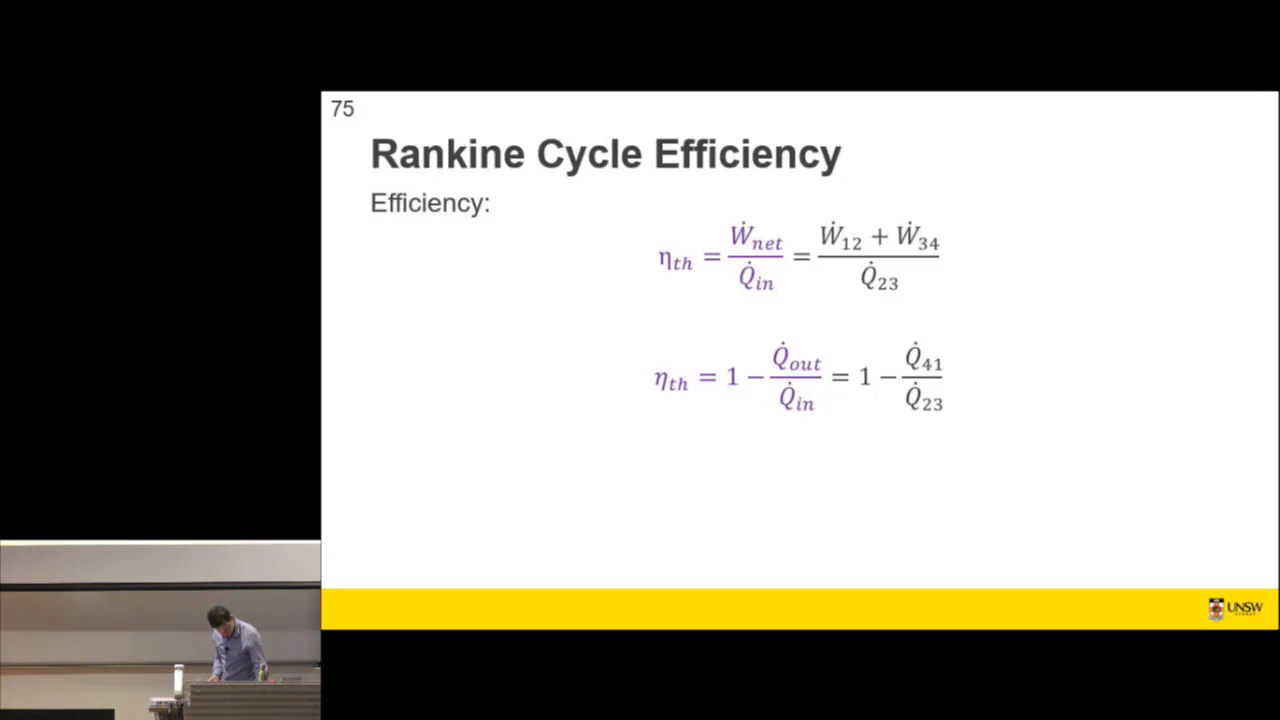 75
Rankine Cycle Efficiency
Efficiency:
η_th = Ẇ_net / Q̇_in = (Ẇ_12 + Ẇ_34) / Q̇_23
η_th = 1 − Q̇_out / Q̇_in = 1 − Q̇_41 / Q̇_23
UNSW